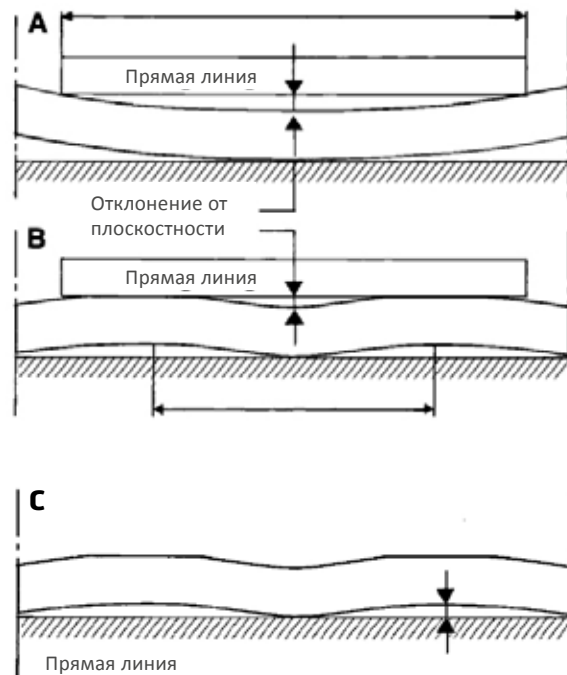 A
Прямая линия
Отклонение от
плоскостности
B
Прямая линия
C
Прямая линия